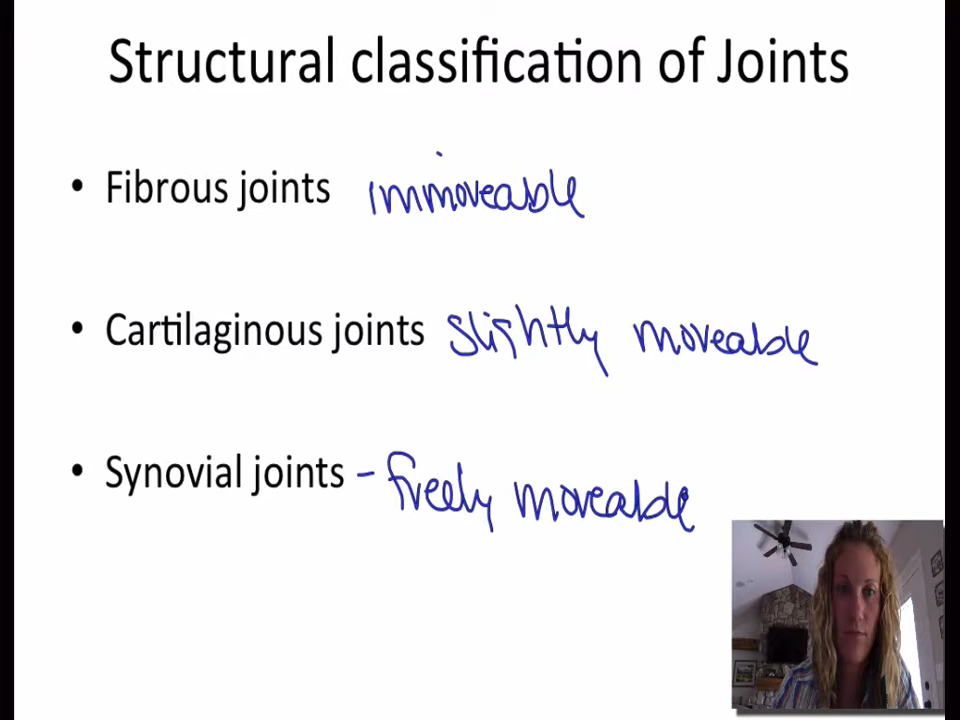 Structural classification of Joints
• Fibrous joints immoveable
• Cartilaginous joints slightly moveable
• Synovial joints - freely moveable